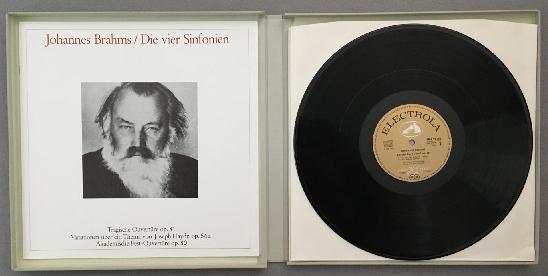 Johannes Brahms / Die vier Sinfonien
Tragische Ouvertüre op. 81
Variationen über ein Thema von Joseph Haydn op. 56a
Akademische Fest-Ouvertüre op. 80
ELECTROLA